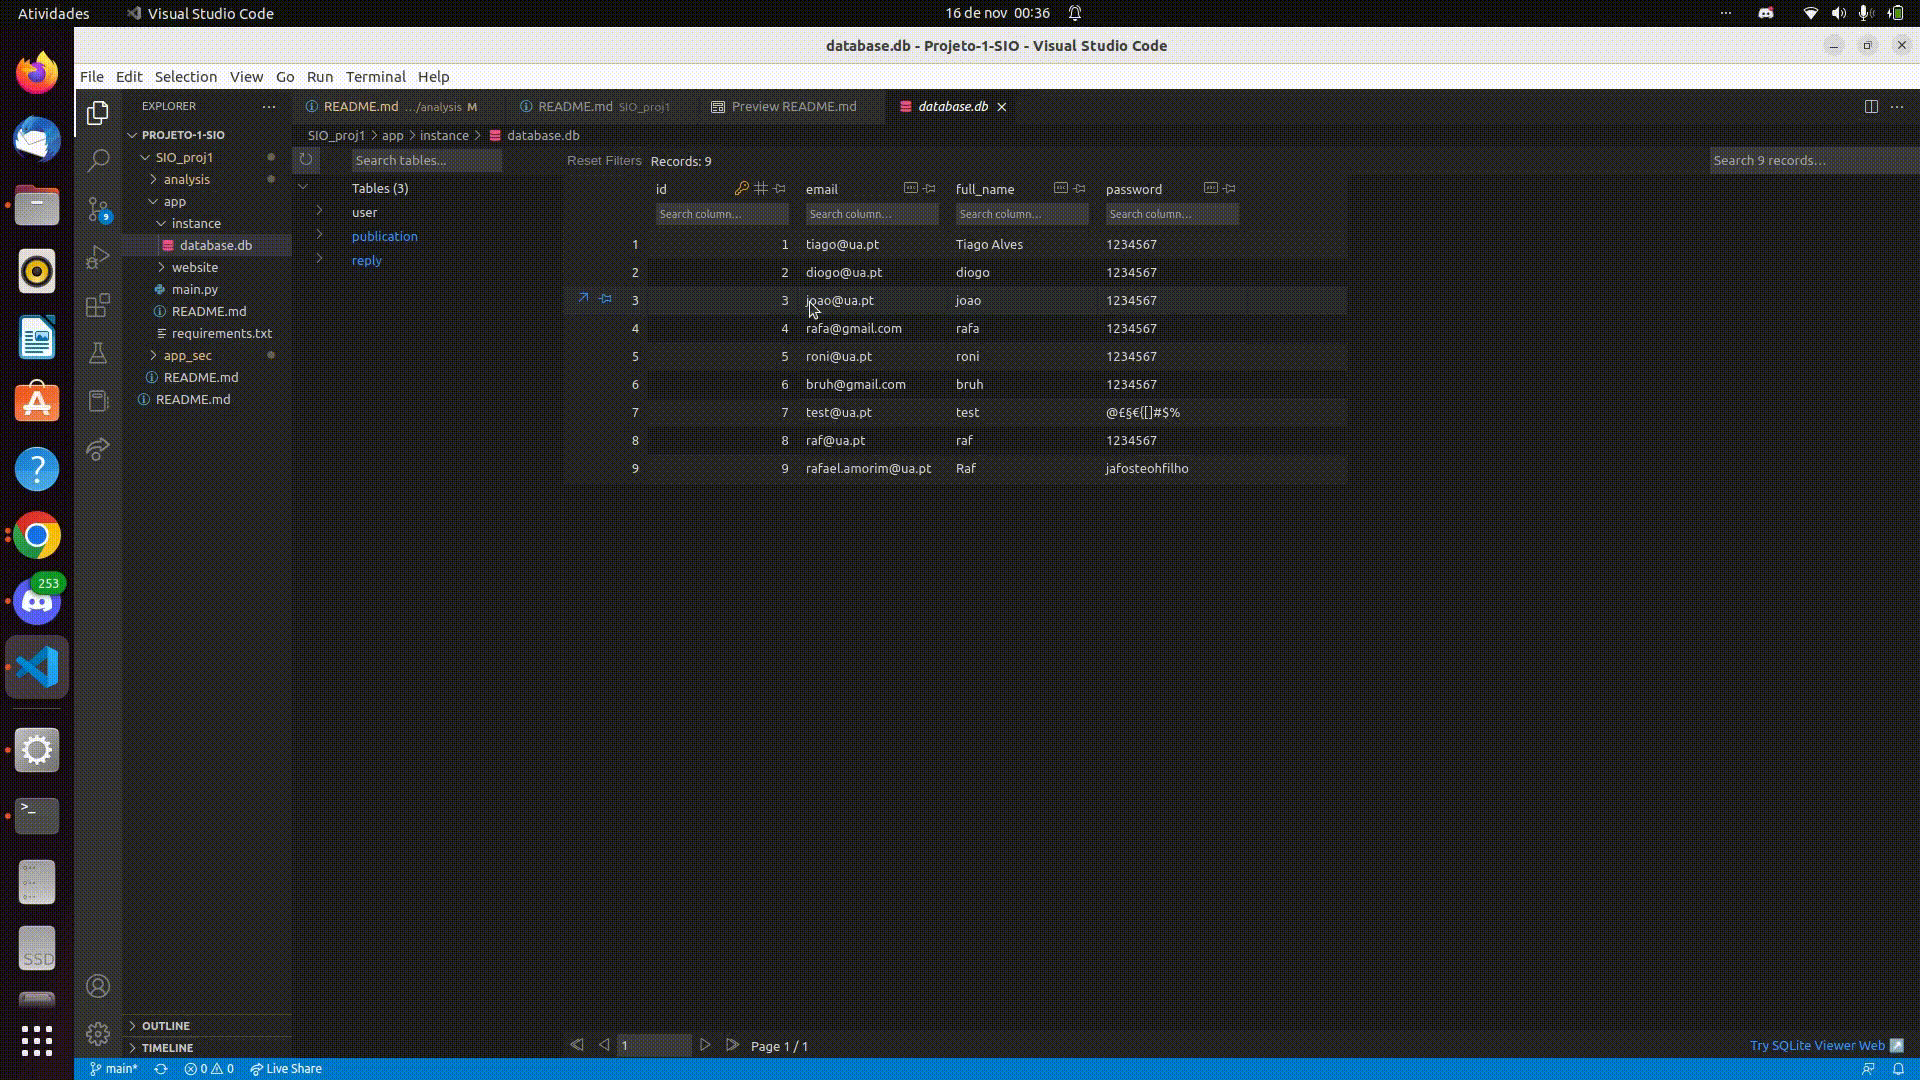 Atividades Visual Studio Code 16 de nov 00:36
database.db - Projeto-1-SIO - Visual Studio Code
File Edit Selection View Go Run Terminal Help
EXPLORER
README.md .../analysis M README.md SIO_proj1 Preview README.md database.db
PROJETO-1-SIO
SIO_proj1
analysis
app
instance
database.db
website
main.py
README.md
requirements.txt
app_sec
README.md
README.md
OUTLINE
TIMELINE
SIO_proj1 > app > instance > database.db
Search tables...
Reset Filters Records: 9
Search 9 records...
Tables (3)
user
publication
reply
id email full_name password
Search column... Search column... Search column... Search column...
1 1 tiago@ua.pt Tiago Alves 1234567
2 2 diogo@ua.pt diogo 1234567
3 3 joao@ua.pt joao 1234567
4 4 rafa@gmail.com rafa 1234567
5 5 roni@ua.pt roni 1234567
6 6 bruh@gmail.com bruh 1234567
7 7 test@ua.pt test @£§€{[]#$%
8 8 raf@ua.pt raf 1234567
9 9 rafael.amorim@ua.pt Raf jafosteohfilho
1 Page 1 / 1
Try SQLite Viewer Web
9
253
SSD
main* 0 0 Live Share